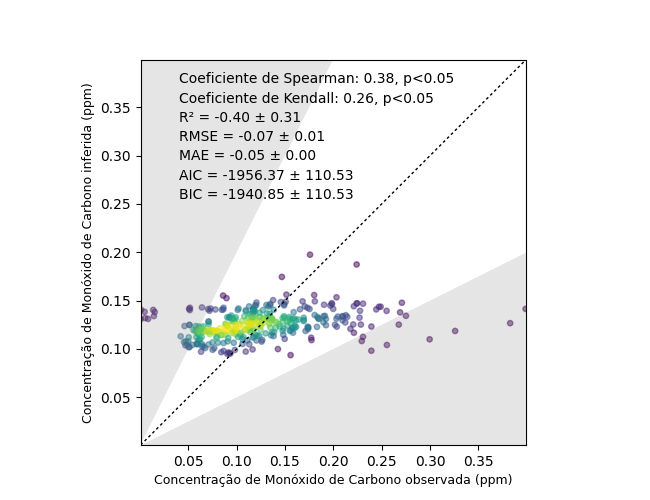 Coeficiente de Spearman: 0.38, p<0.05
Coeficiente de Kendall: 0.26, p<0.05
R² = -0.40 ± 0.31
RMSE = -0.07 ± 0.01
MAE = -0.05 ± 0.00
AIC = -1956.37 ± 110.53
BIC = -1940.85 ± 110.53
Concentração de Monóxido de Carbono inferida (ppm)
0.35
0.30
0.25
0.20
0.15
0.10
0.05
0.05 0.10 0.15 0.20 0.25 0.30 0.35
Concentração de Monóxido de Carbono observada (ppm)